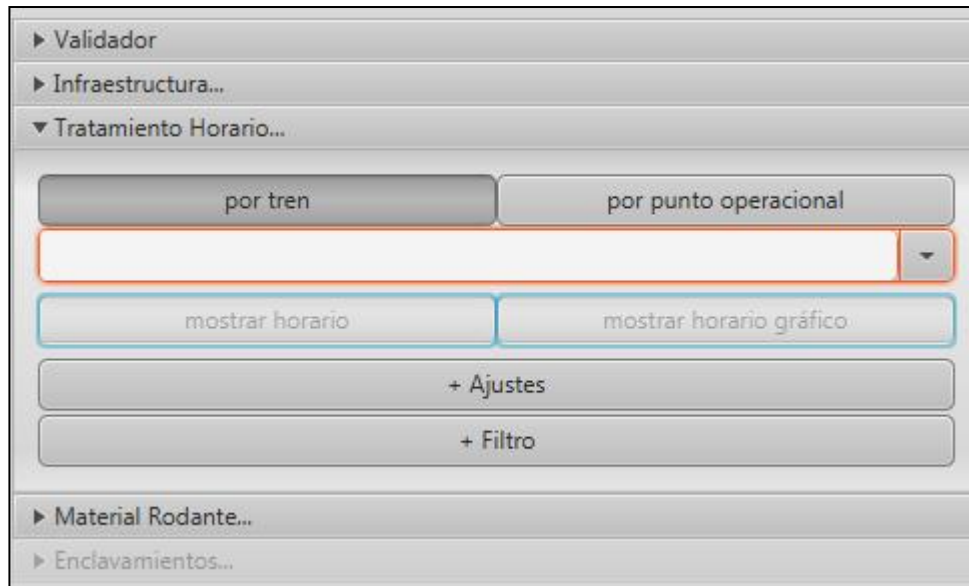 Validador
Infraestructura...
Tratamiento Horario...
por tren
por punto operacional
mostrar horario
mostrar horario gráfico
+ Ajustes
+ Filtro
Material Rodante...
Enclavamientos...